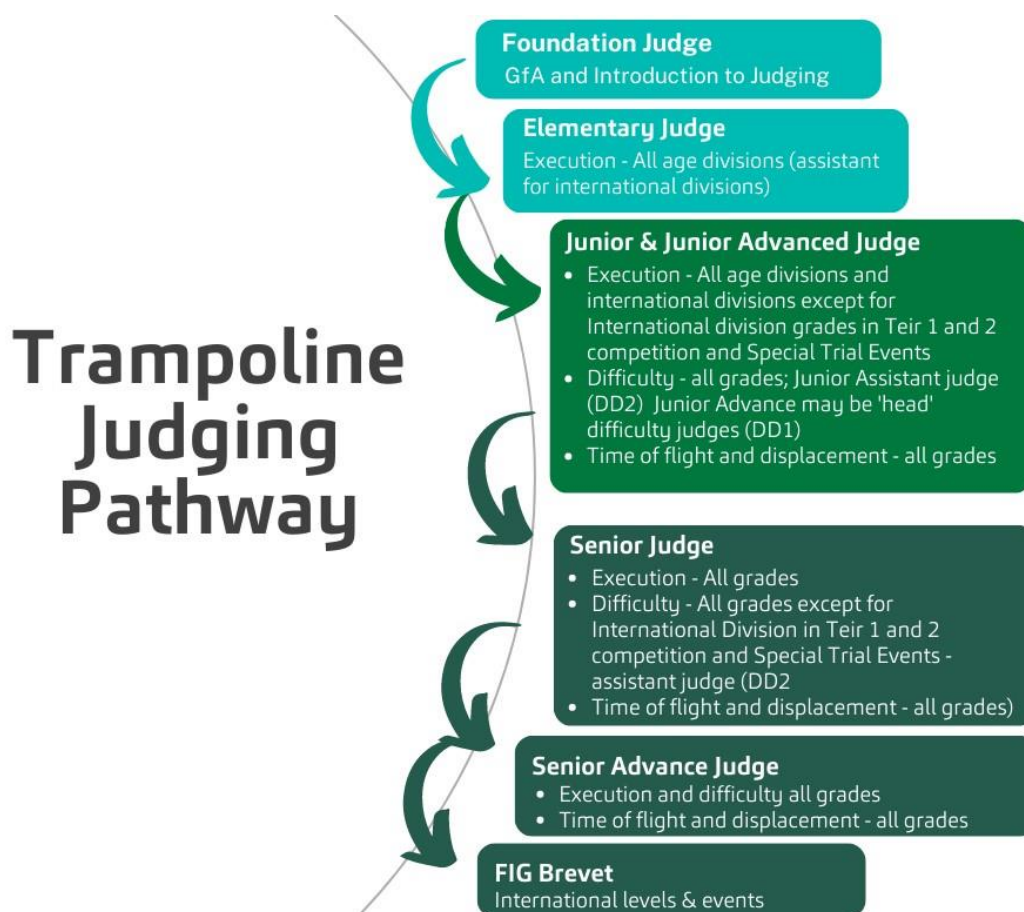 Trampoline
Judging
Pathway
Foundation Judge
GfA and Introduction to Judging
Elementary Judge
Execution - All age divisions (assistant
for international divisions)
Junior & Junior Advanced Judge
• Execution - All age divisions and
international divisions except for
International division grades in Teir 1 and 2
competition and Special Trial Events
• Difficulty - all grades; Junior Assistant judge
(DD2) Junior Advance may be 'head'
difficulty judges (DD1)
• Time of flight and displacement - all grades
Senior Judge
• Execution - All grades
• Difficulty - All grades except for
International Division in Teir 1 and 2
competition and Special Trial Events -
assistant judge (DD2
• Time of flight and displacement - all grades)
Senior Advance Judge
• Execution and difficulty all grades
• Time of flight and displacement - all grades
FIG Brevet
International levels & events